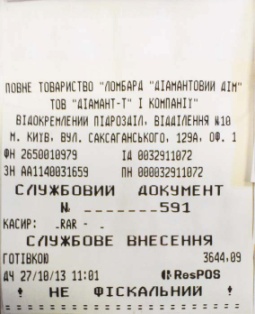 ПОВНЕ ТОВАРИСТВО "ЛОМБАРД "ДІАМАНТОВИЙ ДІМ"
ТОВ "ДІАМАНТ-Т" І КОМПАНІЇ"
ВІДОКРЕМЛЕНИЙ ПІДРОЗДІЛ, ВІДДІЛЕННЯ №10
М. КИЇВ, ВУЛ. САКСАГАНСЬКОГО, 129А, ОФ. 1
ФН 2650010979 ІД 0032911072
ЗН АА1140031659 ПН 000032911072
СЛУЖБОВИЙ ДОКУМЕНТ
№ _______591
КАСИР: .RAR - .
СЛУЖБОВЕ ВНЕСЕННЯ
ГОТІВКОЮ 3644,09
ДЧ 27/10/13 11:01 ResPOS
! НЕ ФІСКАЛЬНИЙ !